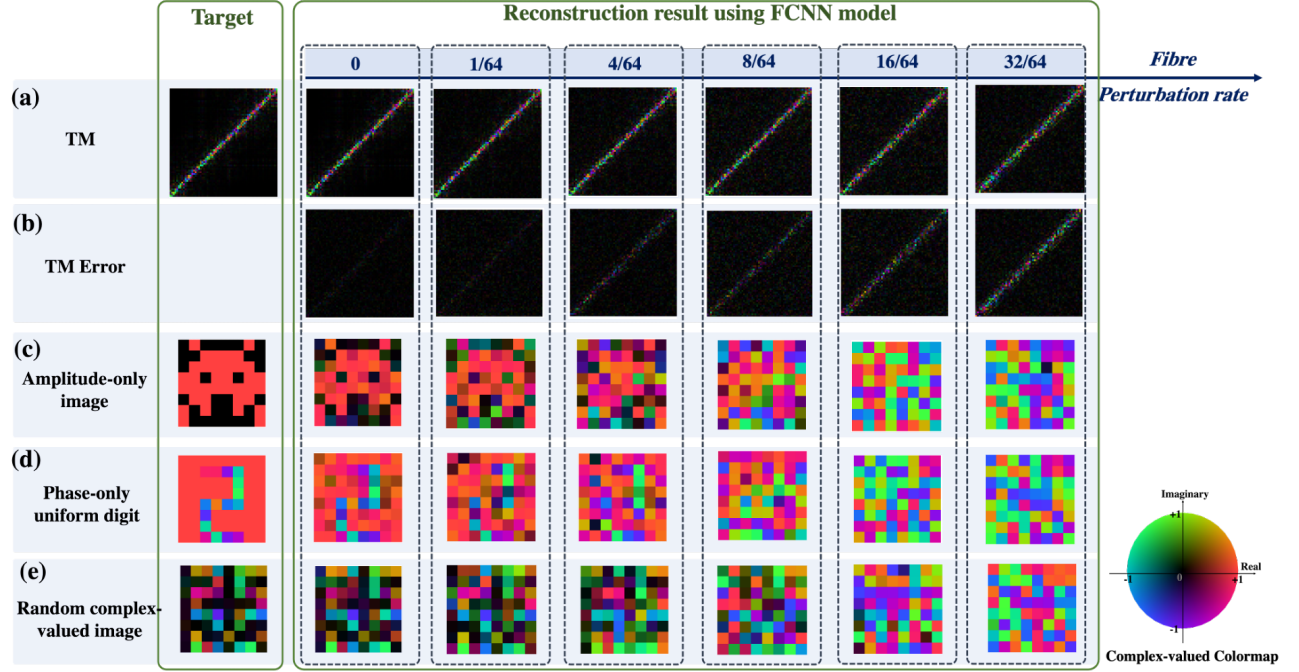 Target
Reconstruction result using FCNN model
0
1/64
4/64
8/64
16/64
32/64
Fibre
Perturbation rate
(a)
TM
(b)
TM Error
(c)
Amplitude-only
image
(d)
Phase-only
uniform digit
(e)
Random complex-
valued image
Imaginary
+1
Real
-1
0
+1
-1
Complex-valued Colormap